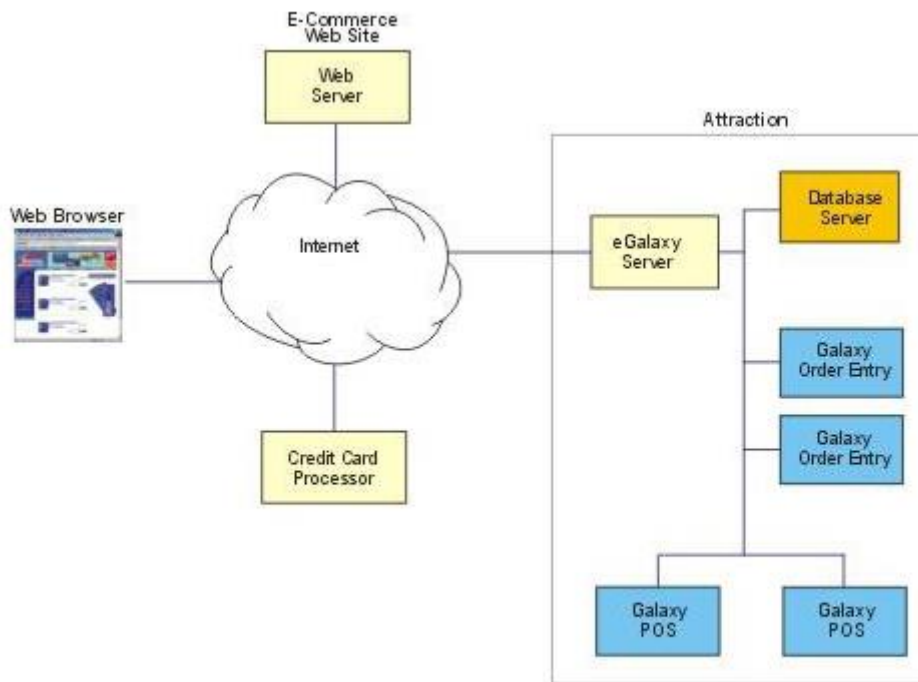 E-Commerce
Web Site
Web
Server
Attraction
Database
Server
Web Browser
Internet
eGalaxy
Server
Galaxy
Order Entry
Galaxy
Order Entry
Credit Card
Processor
Galaxy
POS
Galaxy
POS